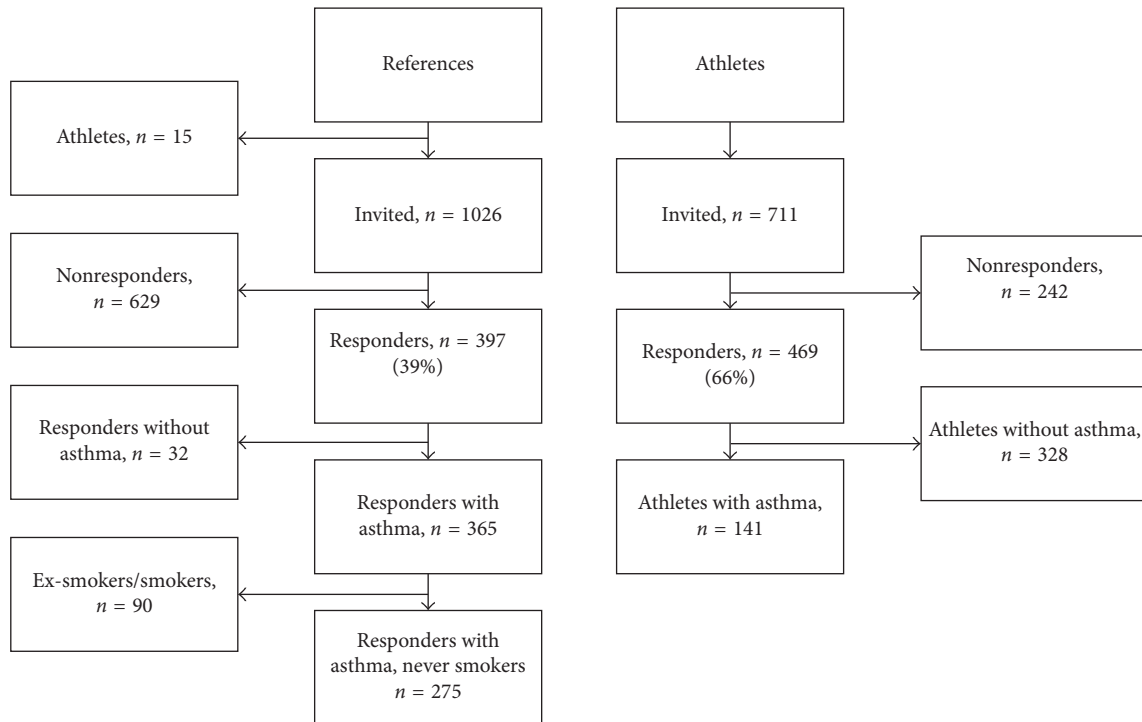 References
Athletes
Athletes, n = 15
Invited, n = 1026
Invited, n = 711
Nonresponders,
n = 629
Nonresponders,
n = 242
Responders, n = 397
(39%)
Responders, n = 469
(66%)
Responders without
asthma, n = 32
Athletes without asthma,
n = 328
Responders with
asthma, n = 365
Athletes with asthma,
n = 141
Ex-smokers/smokers,
n = 90
Responders with
asthma, never smokers
n = 275